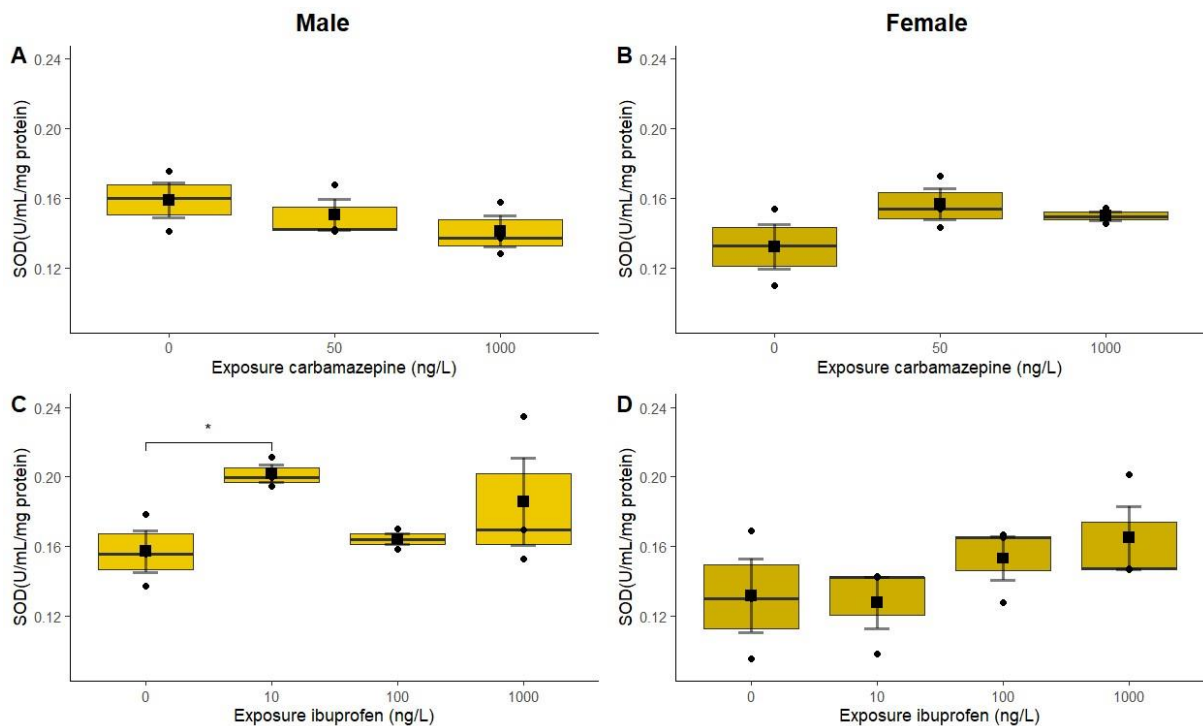 Male
Female
A
SOD(U/mL/mg protein)
0.24
0.20
0.16
0.12
0
50
1000
Exposure carbamazepine (ng/L)
B
SOD(U/mL/mg protein)
0.24
0.20
0.16
0.12
0
50
1000
Exposure carbamazepine (ng/L)
C
SOD(U/mL/mg protein)
0.24
0.20
0.16
0.12
*
0
10
100
1000
Exposure ibuprofen (ng/L)
D
SOD(U/mL/mg protein)
0.24
0.20
0.16
0.12
0
10
100
1000
Exposure ibuprofen (ng/L)